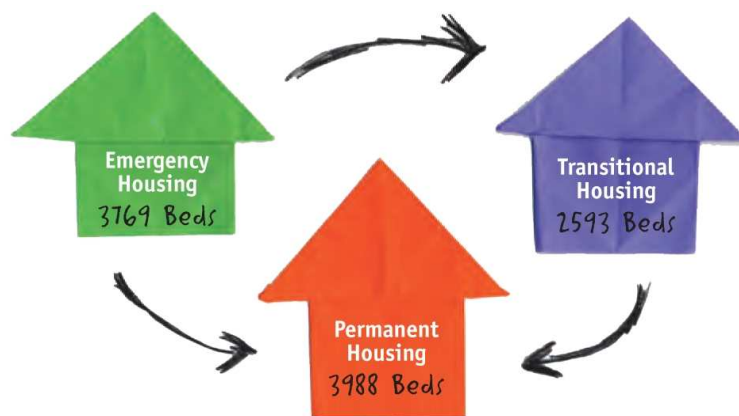 Emergency
Housing
3769 Beds
Transitional
Housing
2593 Beds
Permanent
Housing
3988 Beds